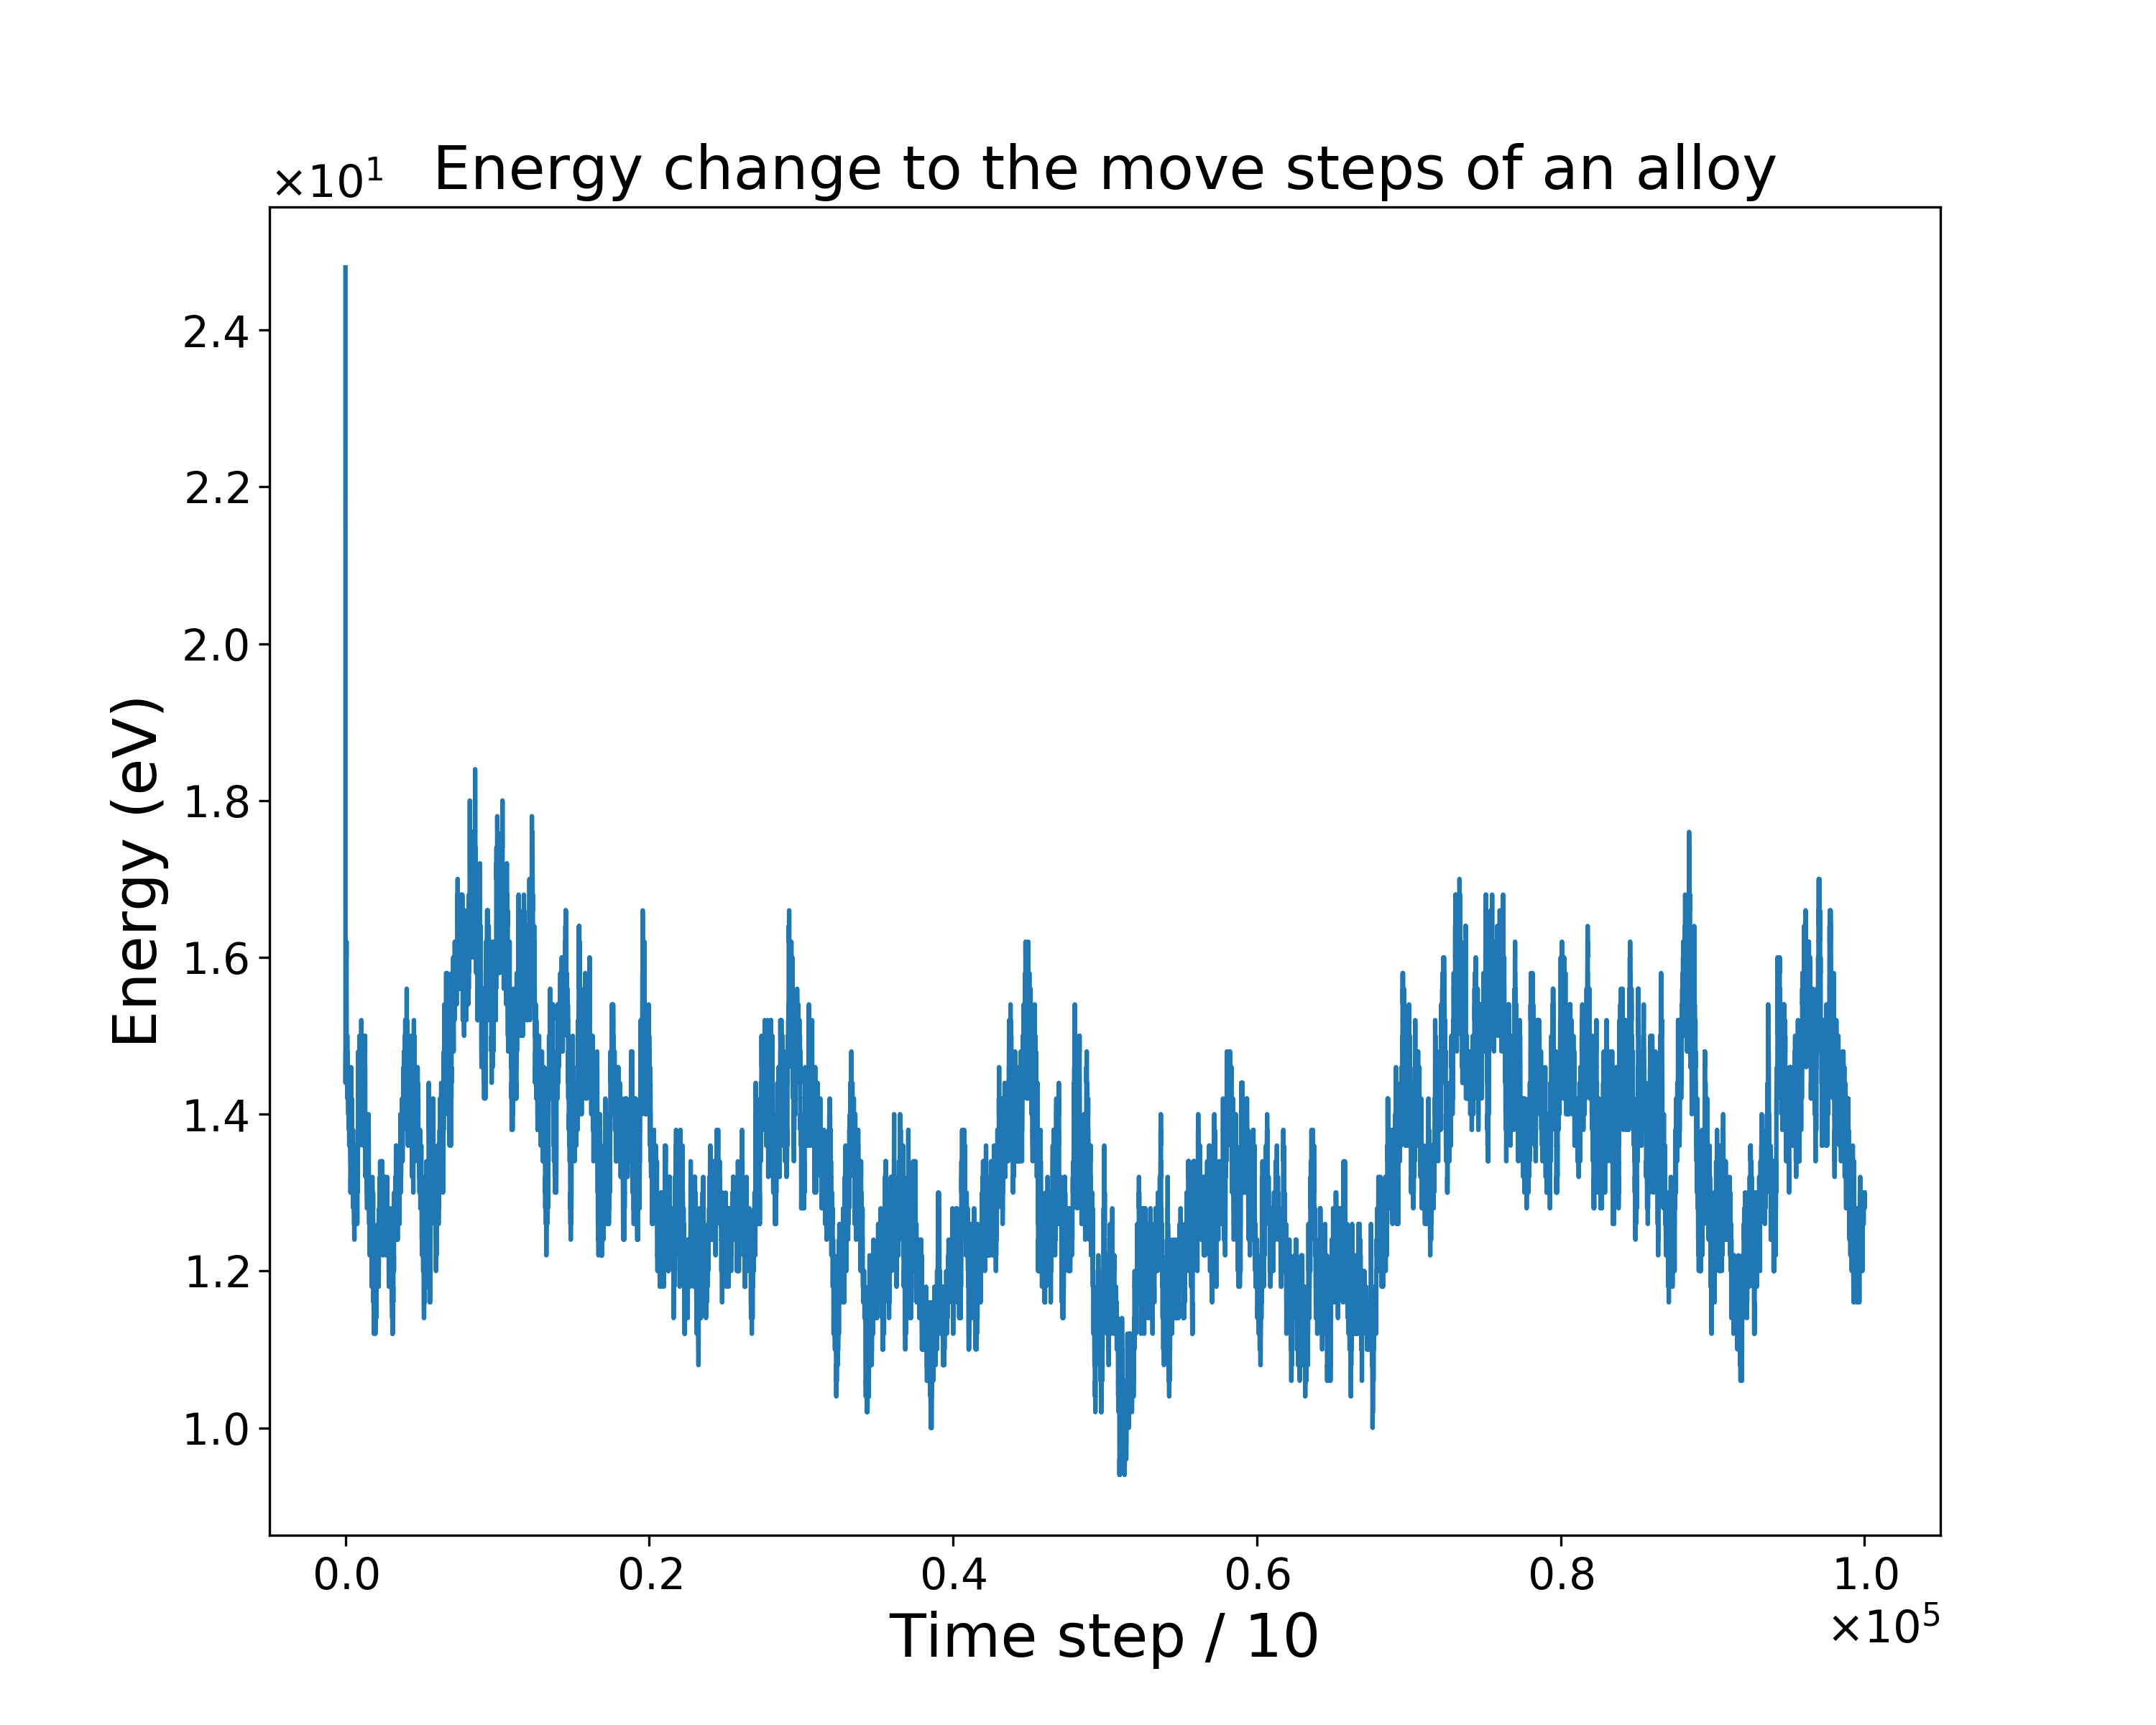 ×10¹
Energy change to the move steps of an alloy
Energy (eV)
2.4
2.2
2.0
1.8
1.6
1.4
1.2
1.0
0.0 0.2 0.4 0.6 0.8 1.0
×10⁵
Time step / 10